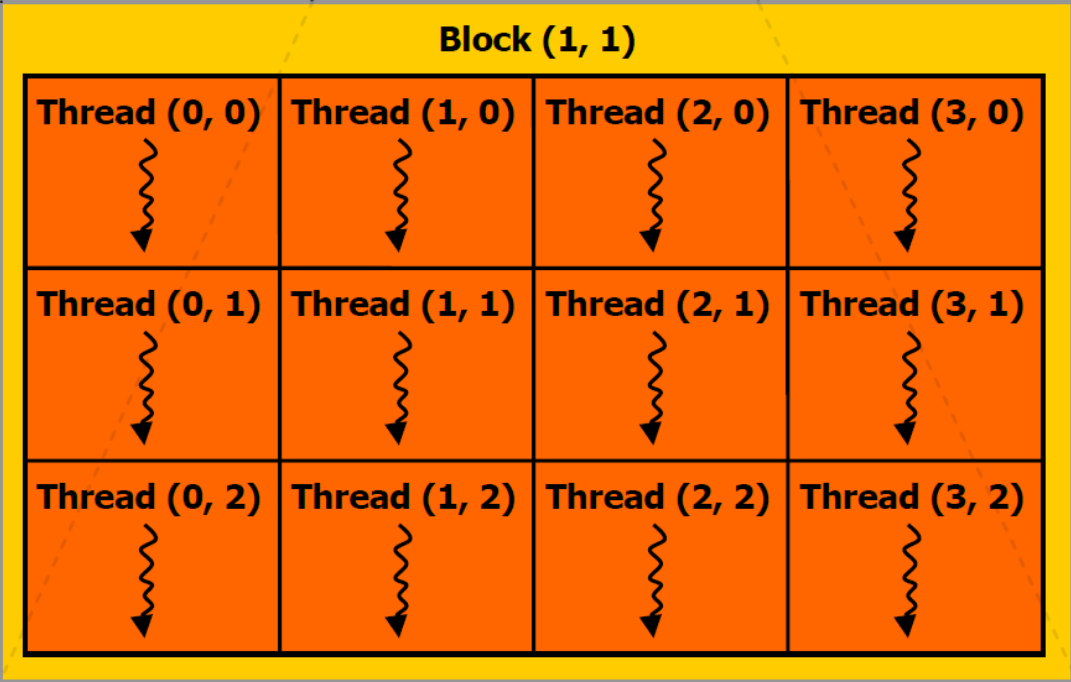 Block (1, 1)
Thread (0, 0) Thread (1, 0) Thread (2, 0) Thread (3, 0)
Thread (0, 1) Thread (1, 1) Thread (2, 1) Thread (3, 1)
Thread (0, 2) Thread (1, 2) Thread (2, 2) Thread (3, 2)